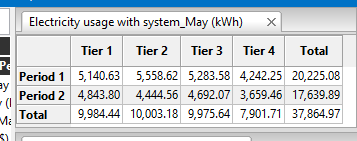 Electricity usage with system_May (kWh)
Tier 1 Tier 2 Tier 3 Tier 4 Total
Period 1 5,140.63 5,558.62 5,283.58 4,242.25 20,225.08
Period 2 4,843.80 4,444.56 4,692.07 3,659.46 17,639.89
Total 9,984.44 10,003.18 9,975.64 7,901.71 37,864.97